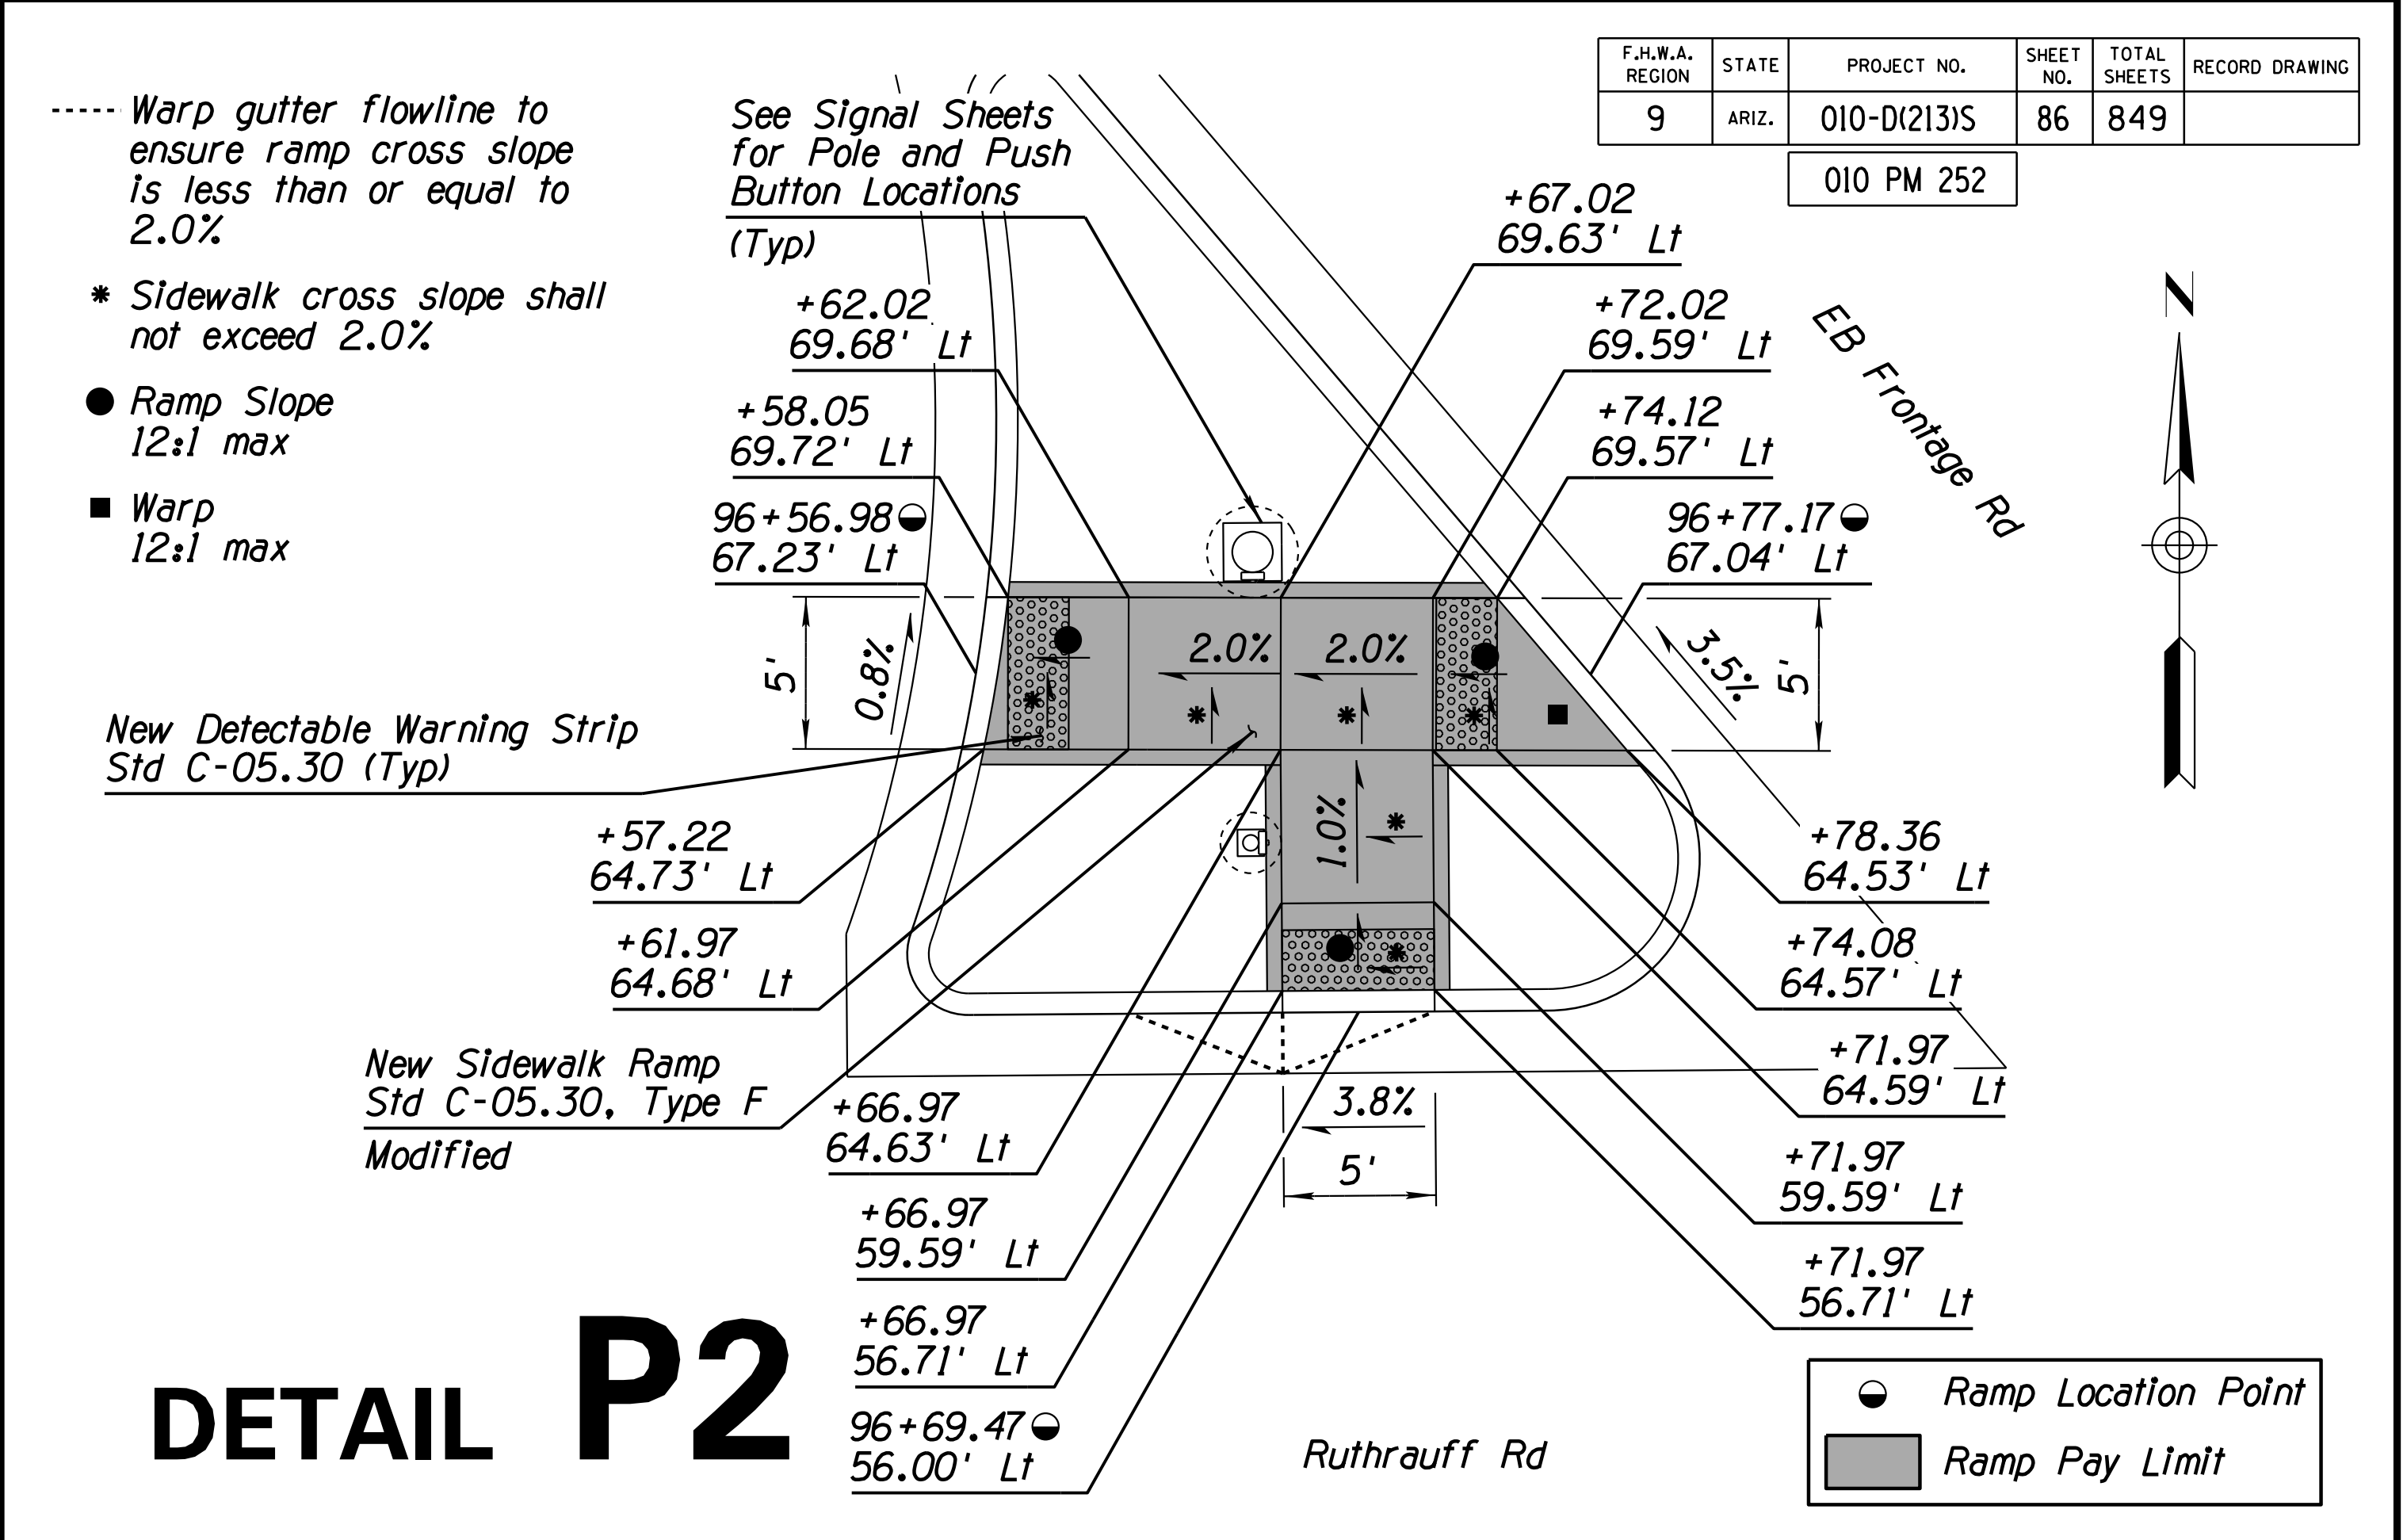 F.H.W.A. REGION
STATE
PROJECT NO.
SHEET NO.
TOTAL SHEETS
RECORD DRAWING
9
ARIZ.
010-D(213)S
86
849
010 PM 252
Warp gutter flowline to
ensure ramp cross slope
is less than or equal to
2.0%
* Sidewalk cross slope shall
not exceed 2.0%
Ramp Slope
12:1 max
Warp
12:1 max
See Signal Sheets
for Pole and Push
Button Locations
(Typ)
+62.02
69.68' Lt
+58.05
69.72' Lt
96+56.98
67.23' Lt
+67.02
69.63' Lt
+72.02
69.59' Lt
+74.12
69.57' Lt
96+77.17
67.04' Lt
EB Frontage Rd
N
5'
0.8%
*
2.0%
*
2.0%
*
*
3.5%
5'
1.0%
*
*
New Detectable Warning Strip
Std C-05.30 (Typ)
+57.22
64.73' Lt
+61.97
64.68' Lt
New Sidewalk Ramp
Std C-05.30, Type F
Modified
+66.97
64.63' Lt
+66.97
59.59' Lt
+66.97
56.71' Lt
96+69.47
56.00' Lt
3.8%
5'
+78.36
64.53' Lt
+74.08
64.57' Lt
+71.97
64.59' Lt
+71.97
59.59' Lt
+71.97
56.71' Lt
DETAIL P2
Ruthrauff Rd
Ramp Location Point
Ramp Pay Limit